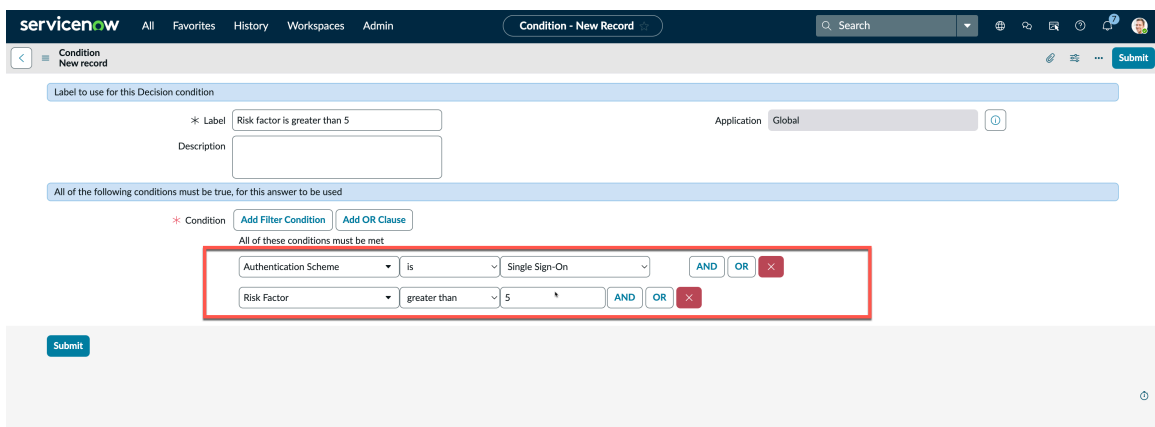 servicenow All Favorites History Workspaces Admin Condition - New Record Search 7
Condition
New record
Submit
Label to use for this Decision condition
Label Risk factor is greater than 5 Application Global
Description
All of the following conditions must be true, for this answer to be used
Condition Add Filter Condition Add OR Clause
All of these conditions must be met
Authentication Scheme is Single Sign-On AND OR
Risk Factor greater than 5 AND OR
Submit